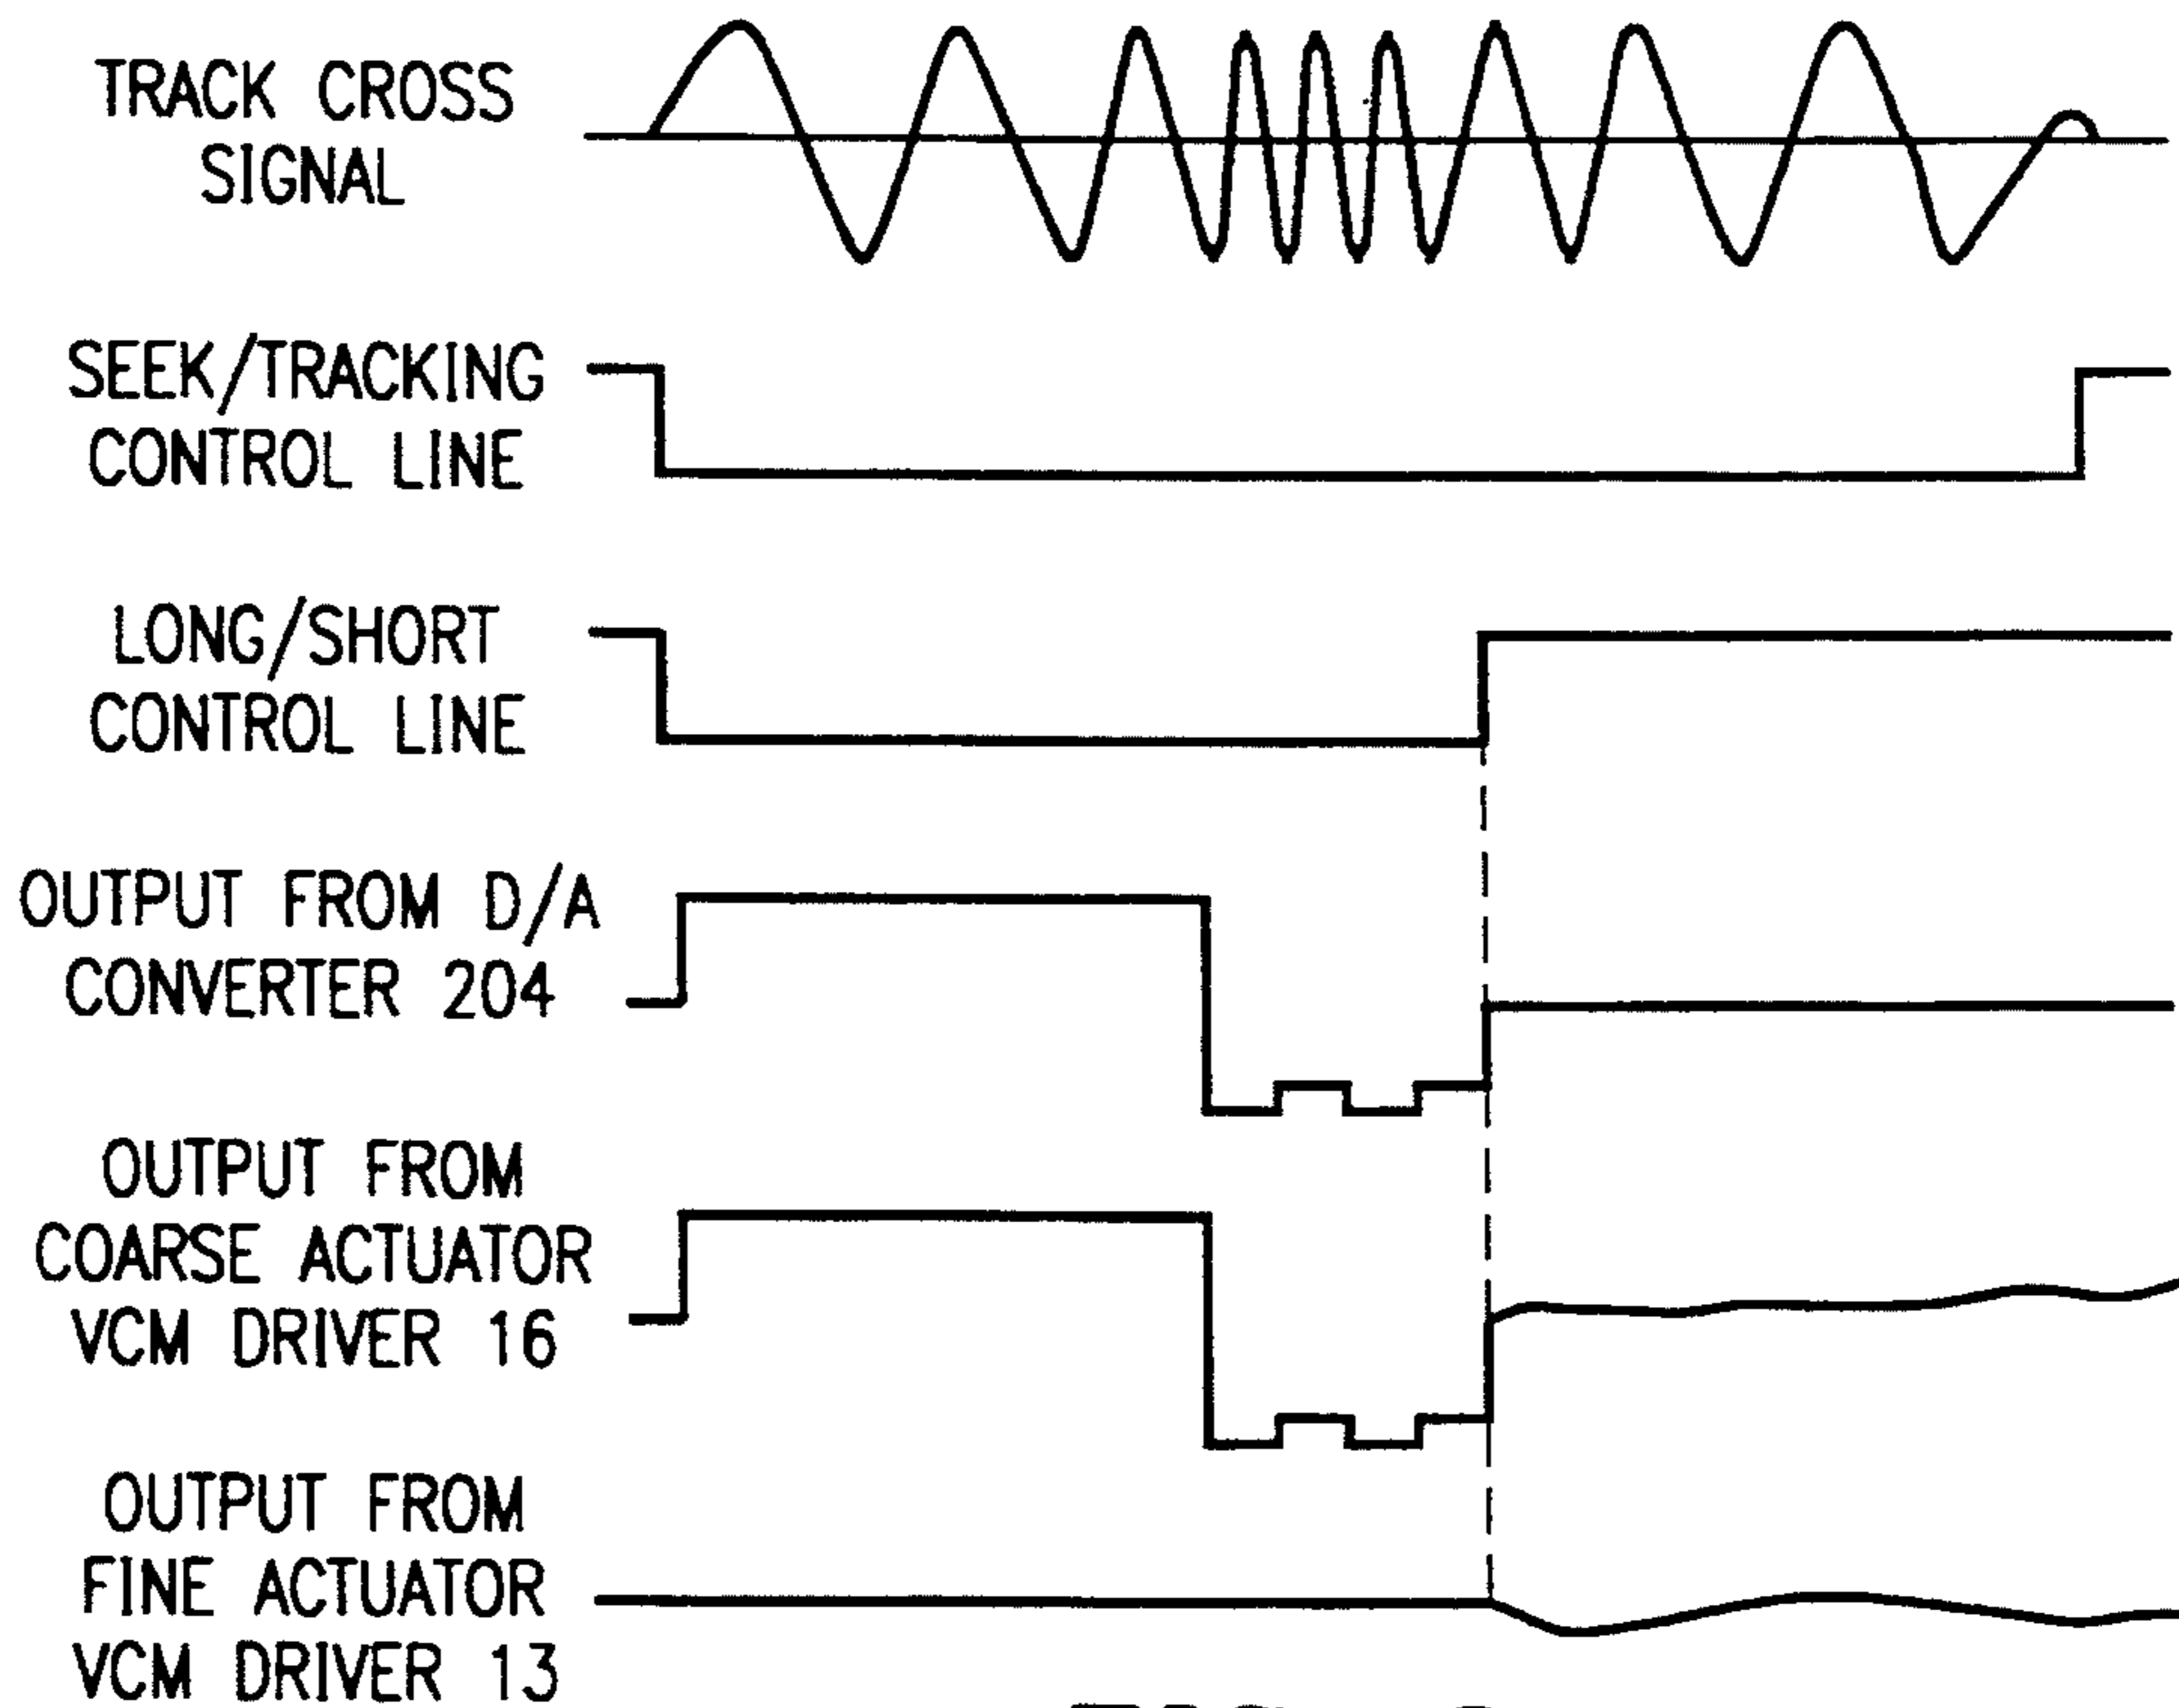 TRACK CROSS
SIGNAL
SEEK/TRACKING
CONTROL LINE
LONG/SHORT
CONTROL LINE
OUTPUT FROM D/A
CONVERTER 204
OUTPUT FROM
COARSE ACTUATOR
VCM DRIVER 16
OUTPUT FROM
FINE ACTUATOR
VCM DRIVER 13